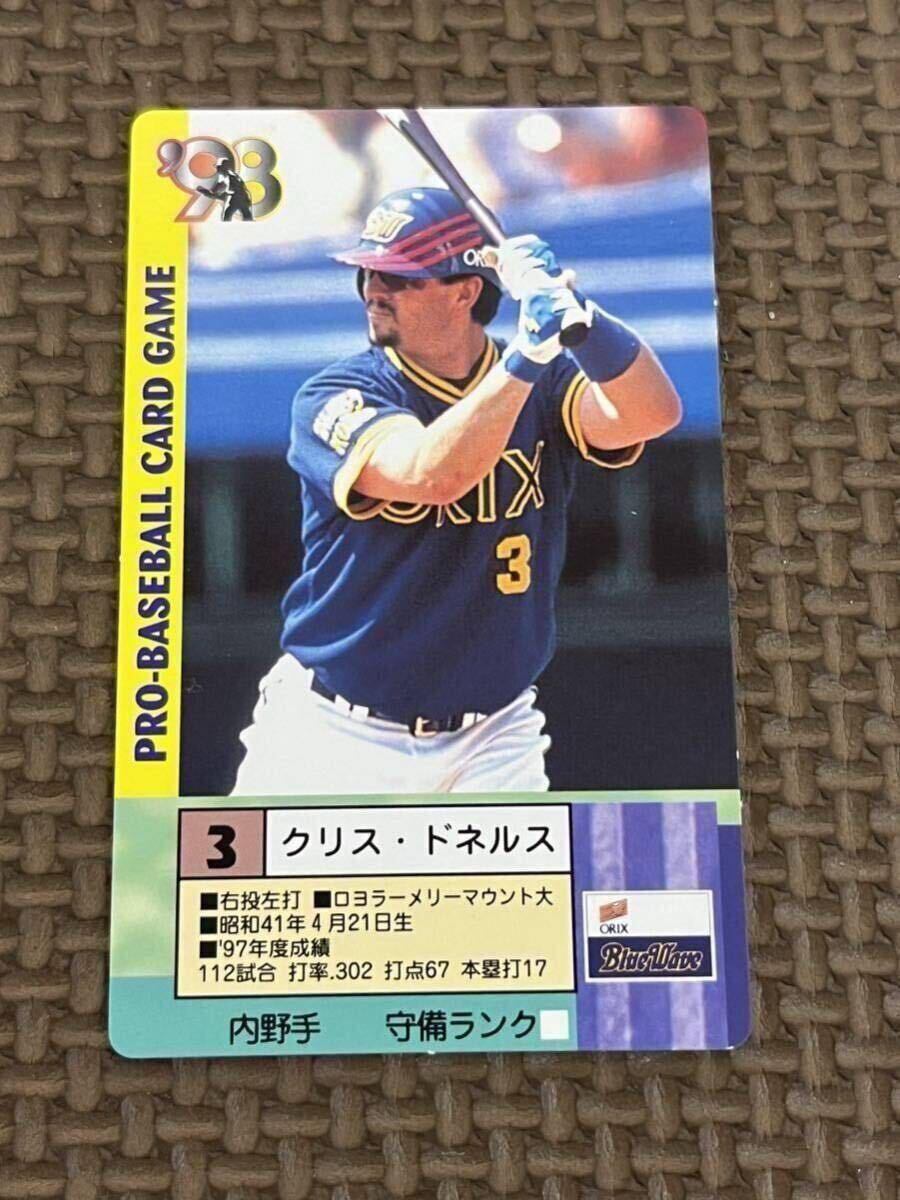 '98
PRO-BASEBALL CARD GAME
ORIX
3
3 クリス・ドネルス
■右投左打 ■ロヨラーメリーマウント大
■昭和41年4月21日生
■'97年度成績
112試合 打率.302 打点67 本塁打17
ORIX
BlueWave
内野手 守備ランク